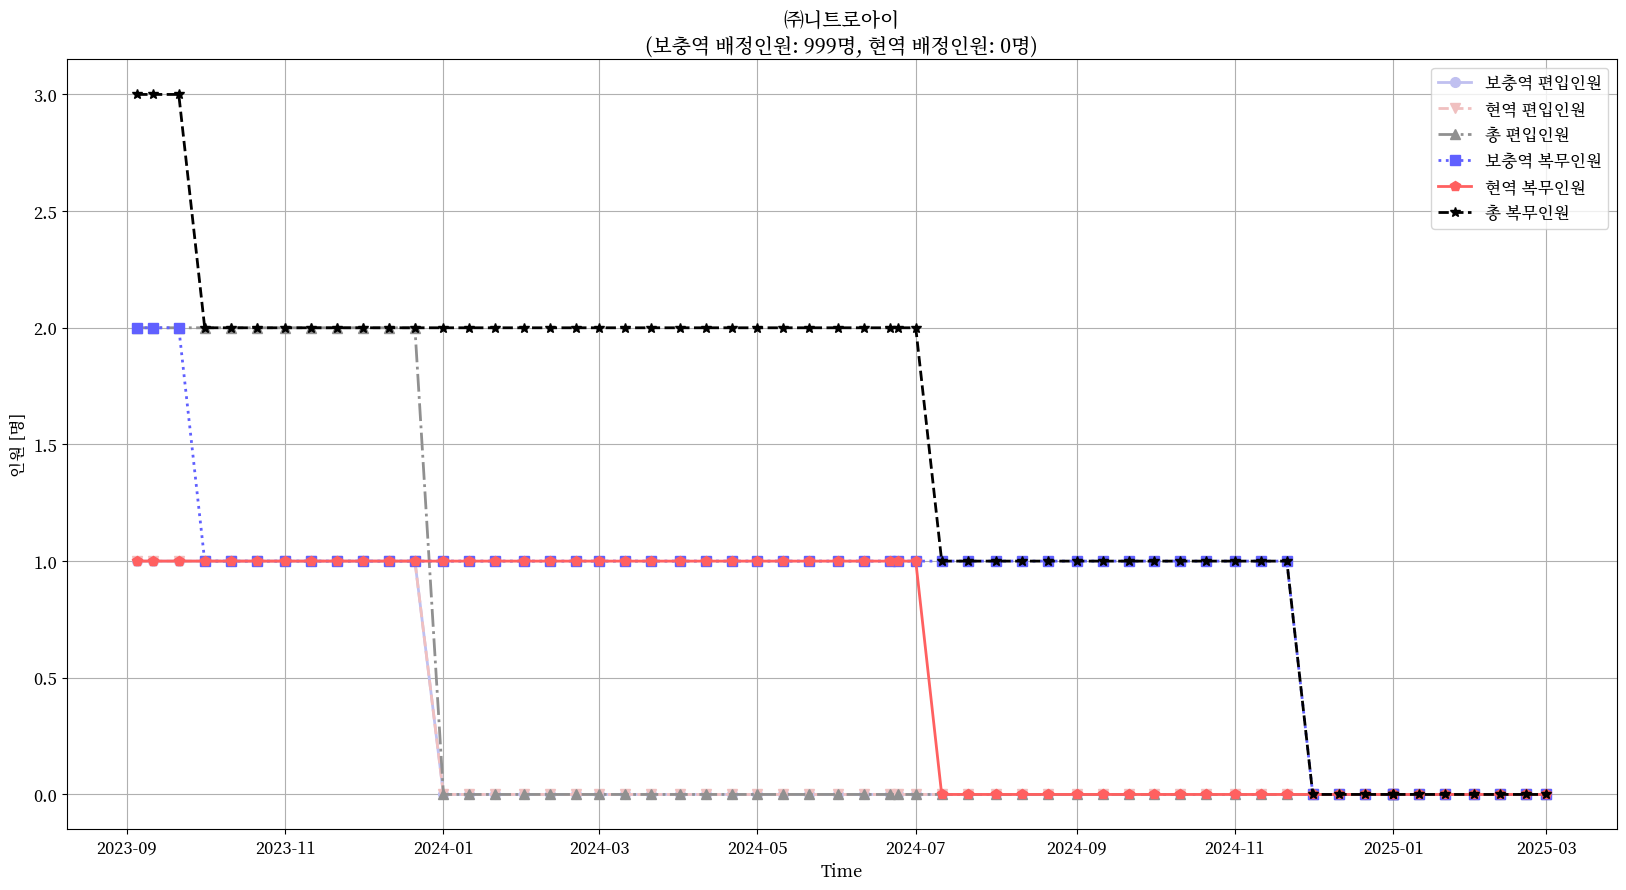 ㈜니트로아이
(보충역 배정인원: 999명, 현역 배정인원: 0명)
보충역 편입인원
현역 편입인원
총 편입인원
보충역 복무인원
현역 복무인원
총 복무인원
인원 [명]
3.0
2.5
2.0
1.5
1.0
0.5
0.0
2023-09 2023-11 2024-01 2024-03 2024-05 2024-07 2024-09 2024-11 2025-01 2025-03
Time